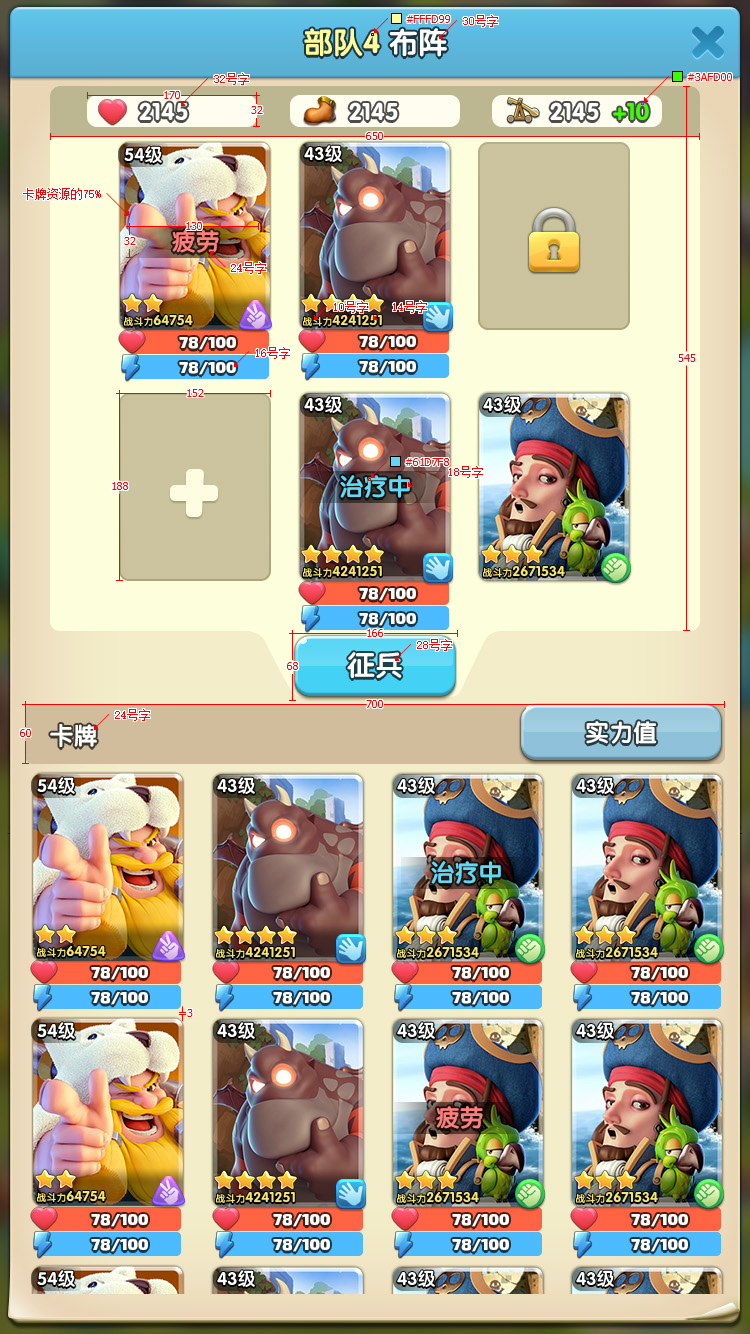 #FFFD99
30号字
部队4 布阵
32号字
#3AFD00
170
2145
32
2145
2145 +10
650
卡牌资源的75%
54级
43级
130
32
疲劳
24号字
10号字
14号字
战斗力64754
战斗力4241251
78/100
78/100
16号字
78/100
78/100
545
152
43级
43级
#61D7F8
18号字
188
治疗中
战斗力4241251
战斗力2671534
78/100
78/100
166
28号字
68
征兵
700
24号字
60
卡牌
实力值
54级
43级
43级
43级
治疗中
战斗力64754
战斗力4241251
战斗力2671534
战斗力2671534
78/100
78/100
78/100
78/100
78/100
78/100
78/100
78/100
3
54级
43级
43级
43级
疲劳
战斗力64754
战斗力4241251
战斗力2671534
战斗力2671534
78/100
78/100
78/100
78/100
78/100
78/100
78/100
78/100
54级
43级
43级
43级